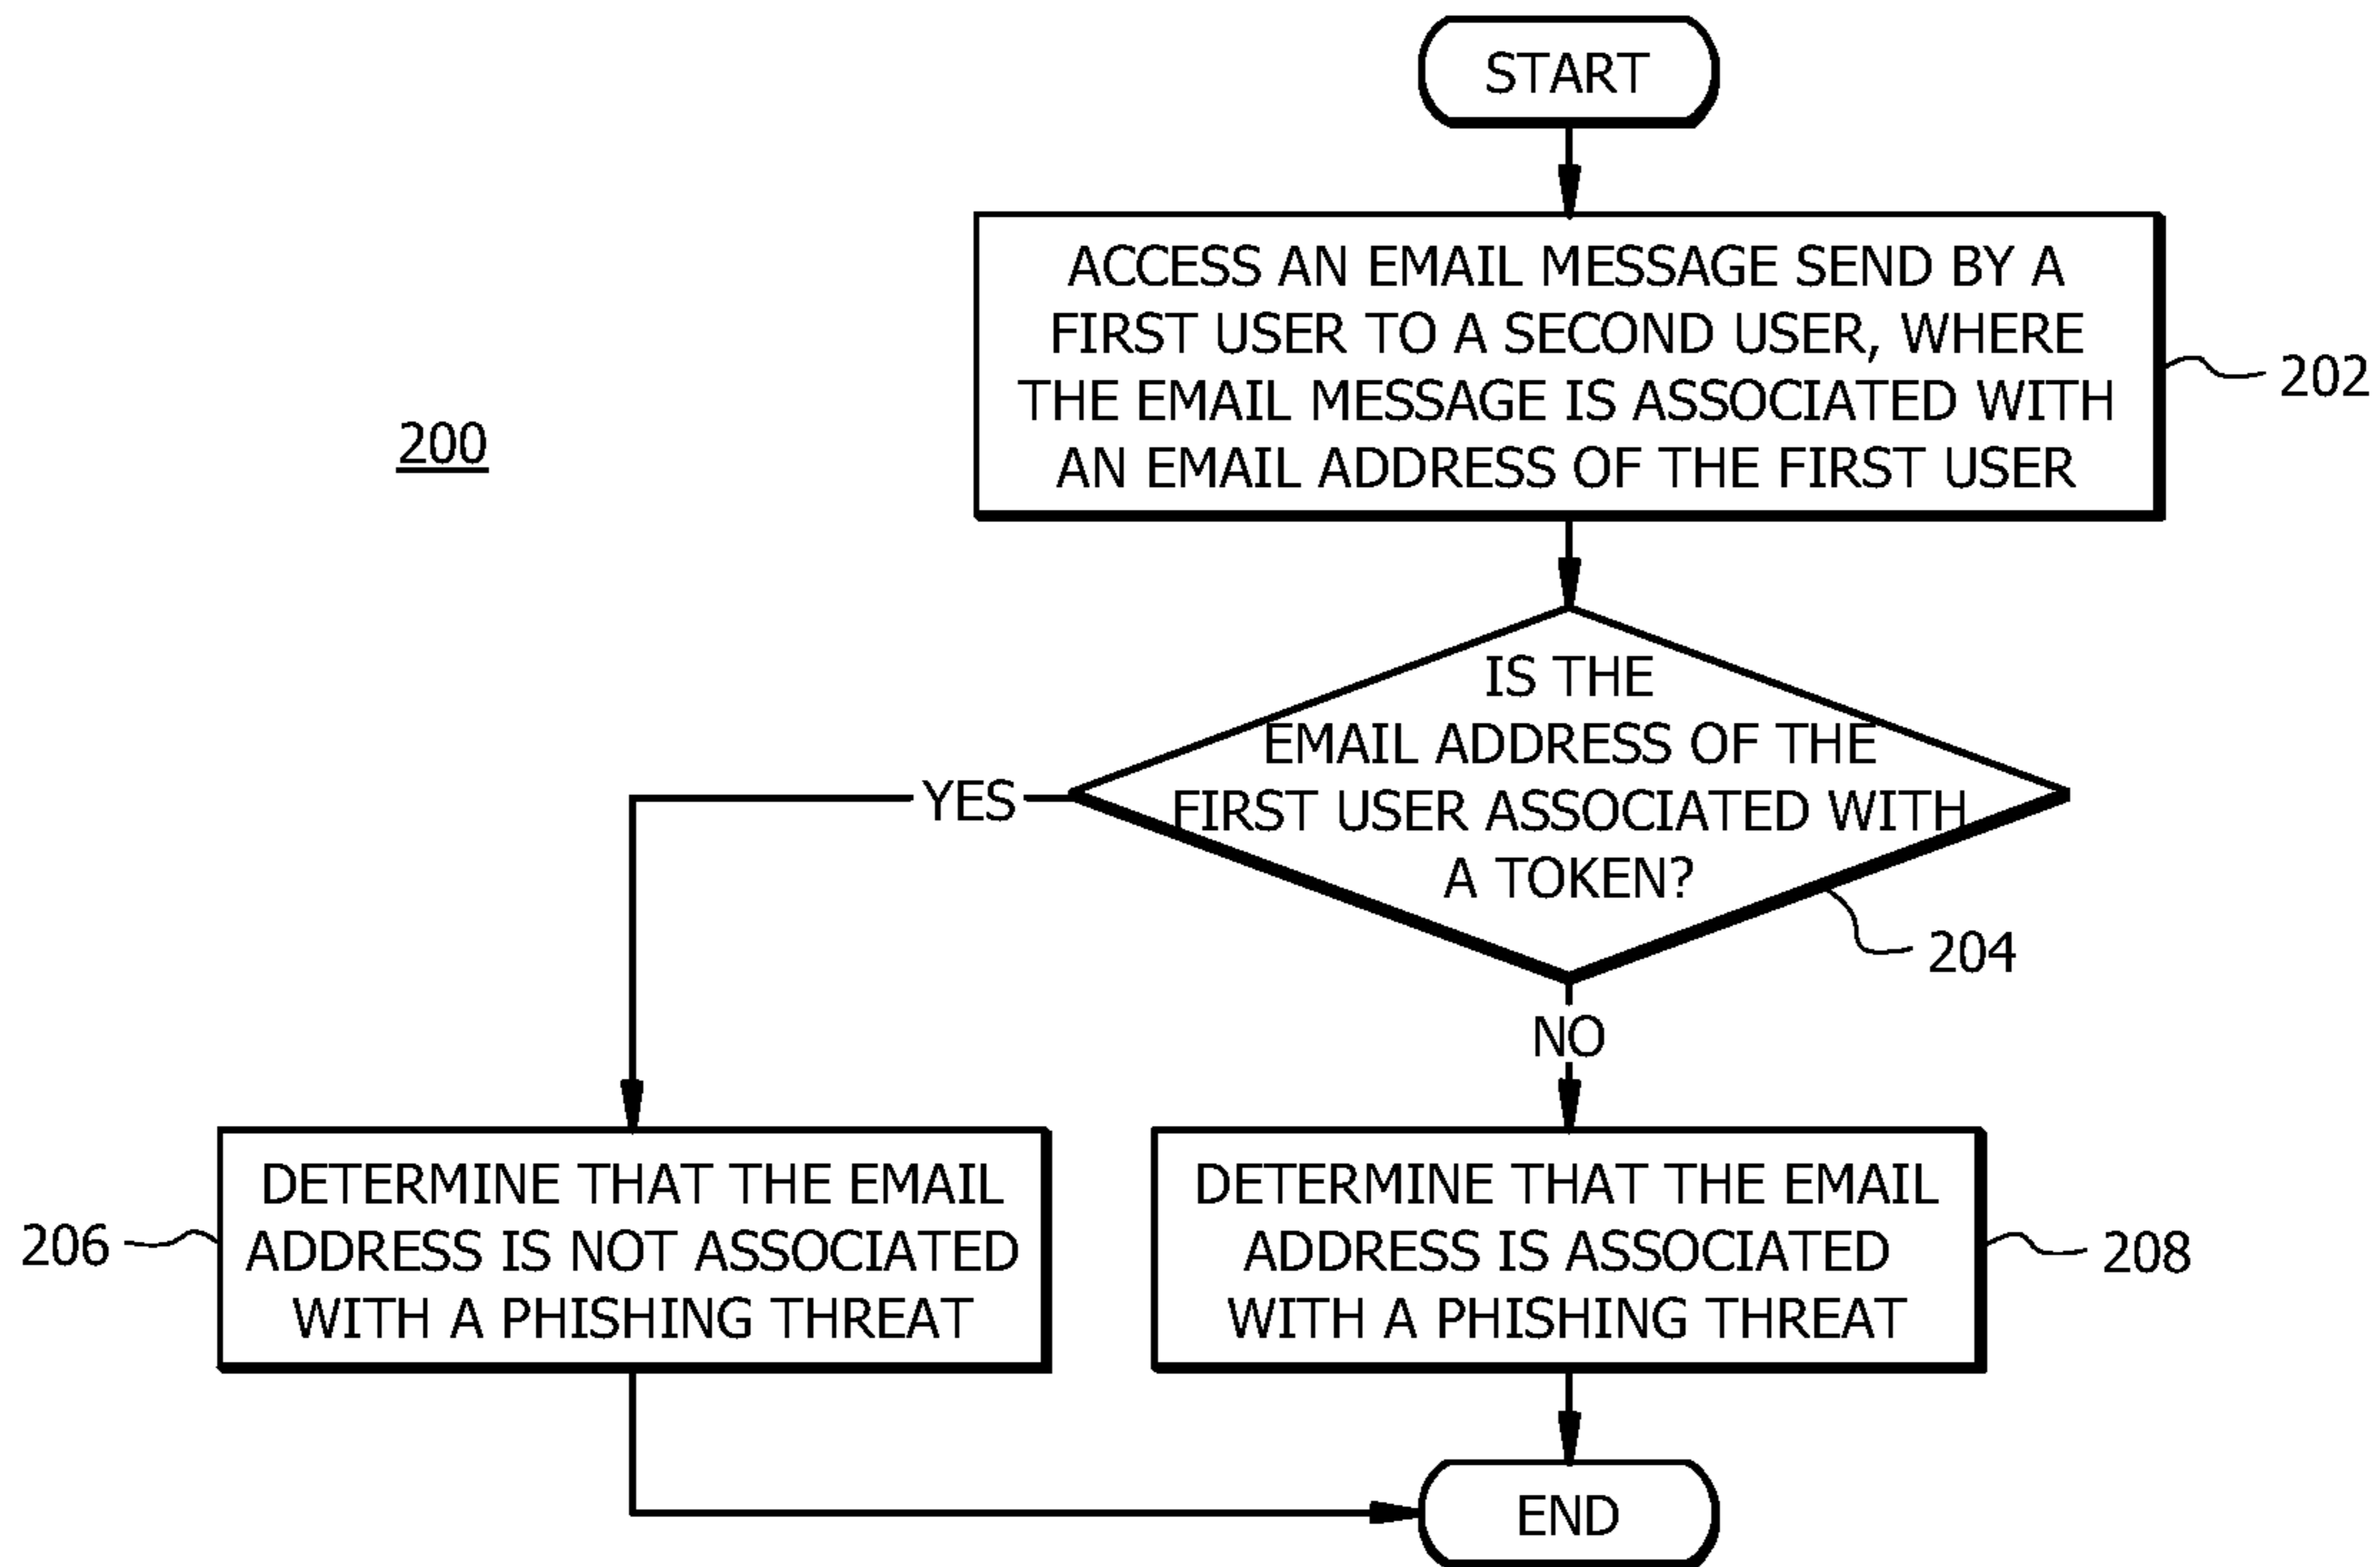 START
ACCESS AN EMAIL MESSAGE SEND BY A
FIRST USER TO A SECOND USER, WHERE
THE EMAIL MESSAGE IS ASSOCIATED WITH
AN EMAIL ADDRESS OF THE FIRST USER
202
200
IS THE
EMAIL ADDRESS OF THE
FIRST USER ASSOCIATED WITH
A TOKEN?
YES
204
NO
DETERMINE THAT THE EMAIL
ADDRESS IS NOT ASSOCIATED
WITH A PHISHING THREAT
206
DETERMINE THAT THE EMAIL
ADDRESS IS ASSOCIATED
WITH A PHISHING THREAT
208
END